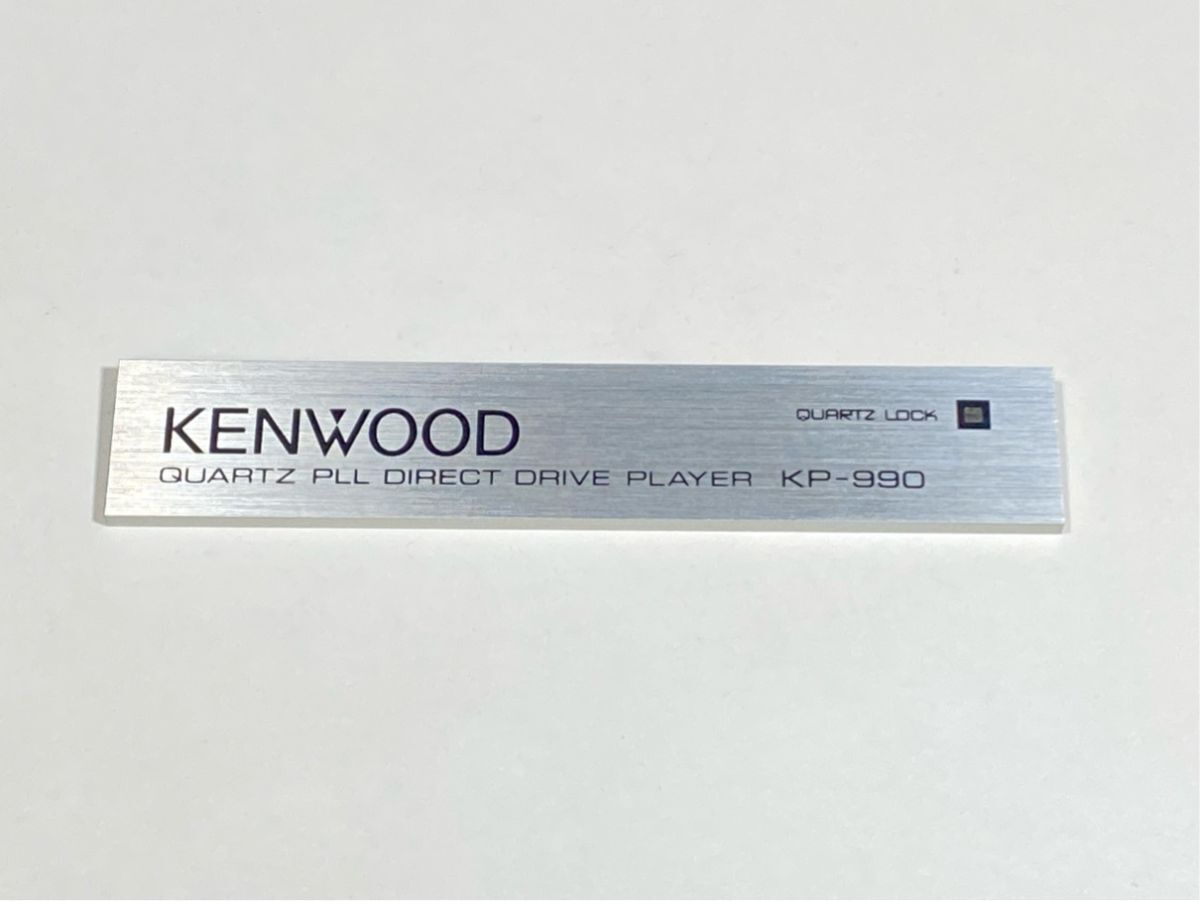 KENWOOD
QUARTZ LOCK
QUARTZ PLL DIRECT DRIVE PLAYER KP-990